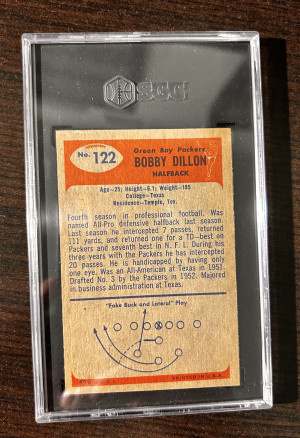 SGC
No. 122
Green Bay Packers
BOBBY DILLON
HALFBACK
Age—25; Height—6.1; Weight—185
College—Texas
Residence—Temple, Tex.
Fourth season in professional football. Was
named All-Pro defensive halfback last season.
Last season he intercepted 7 passes, returned
111 yards, and returned one for a TD—best on
Packers and seventh best in N. F. L. During his
three years with the Packers he has intercepted
20 passes. He is handicapped by having only
one eye. Was an All-American at Texas in 1951.
Drafted No. 3 by the Packers in 1952. Majored
in business administration at Texas.
"Fake Buck and Lateral" Play
PRINTED IN U. S. A.